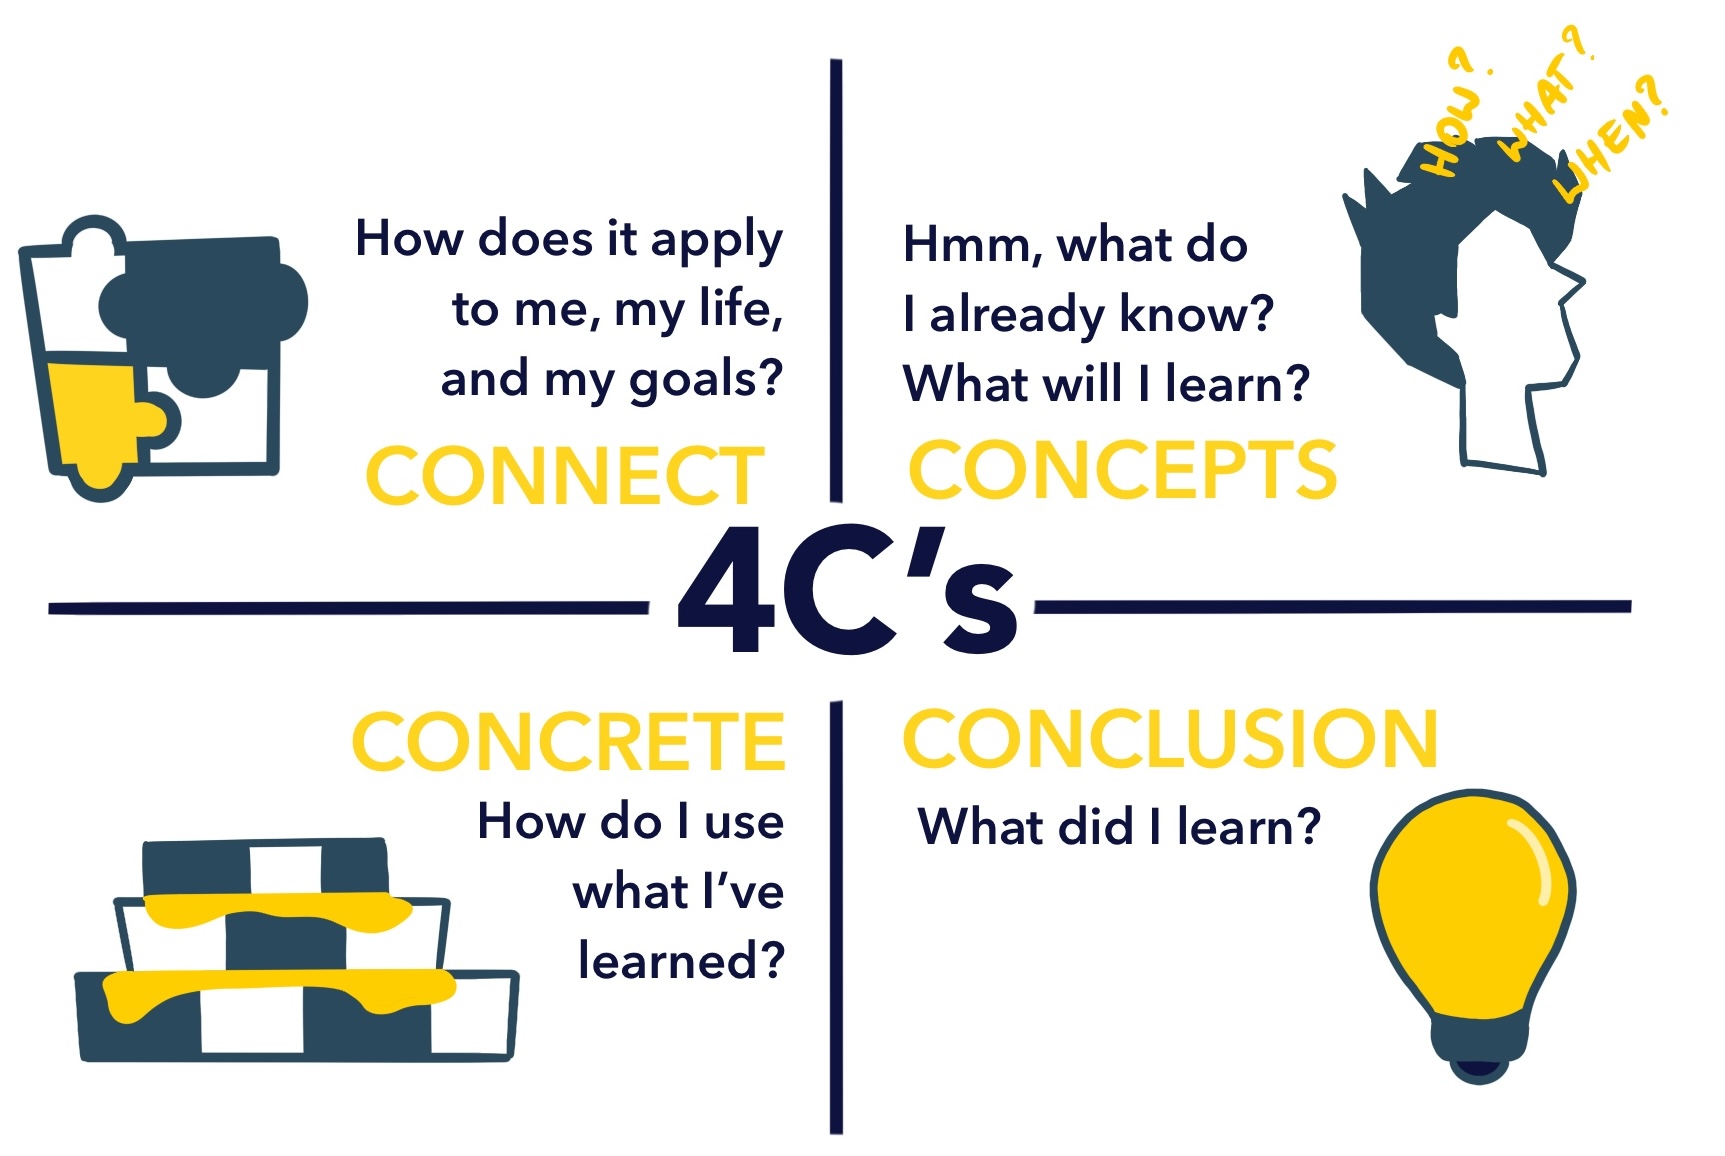 How does it apply
to me, my life,
and my goals?
CONNECT
HOW?
WHAT?
WHEN?
Hmm, what do
I already know?
What will I learn?
CONCEPTS
4C's
CONCRETE
How do I use
what I've
learned?
CONCLUSION
What did I learn?